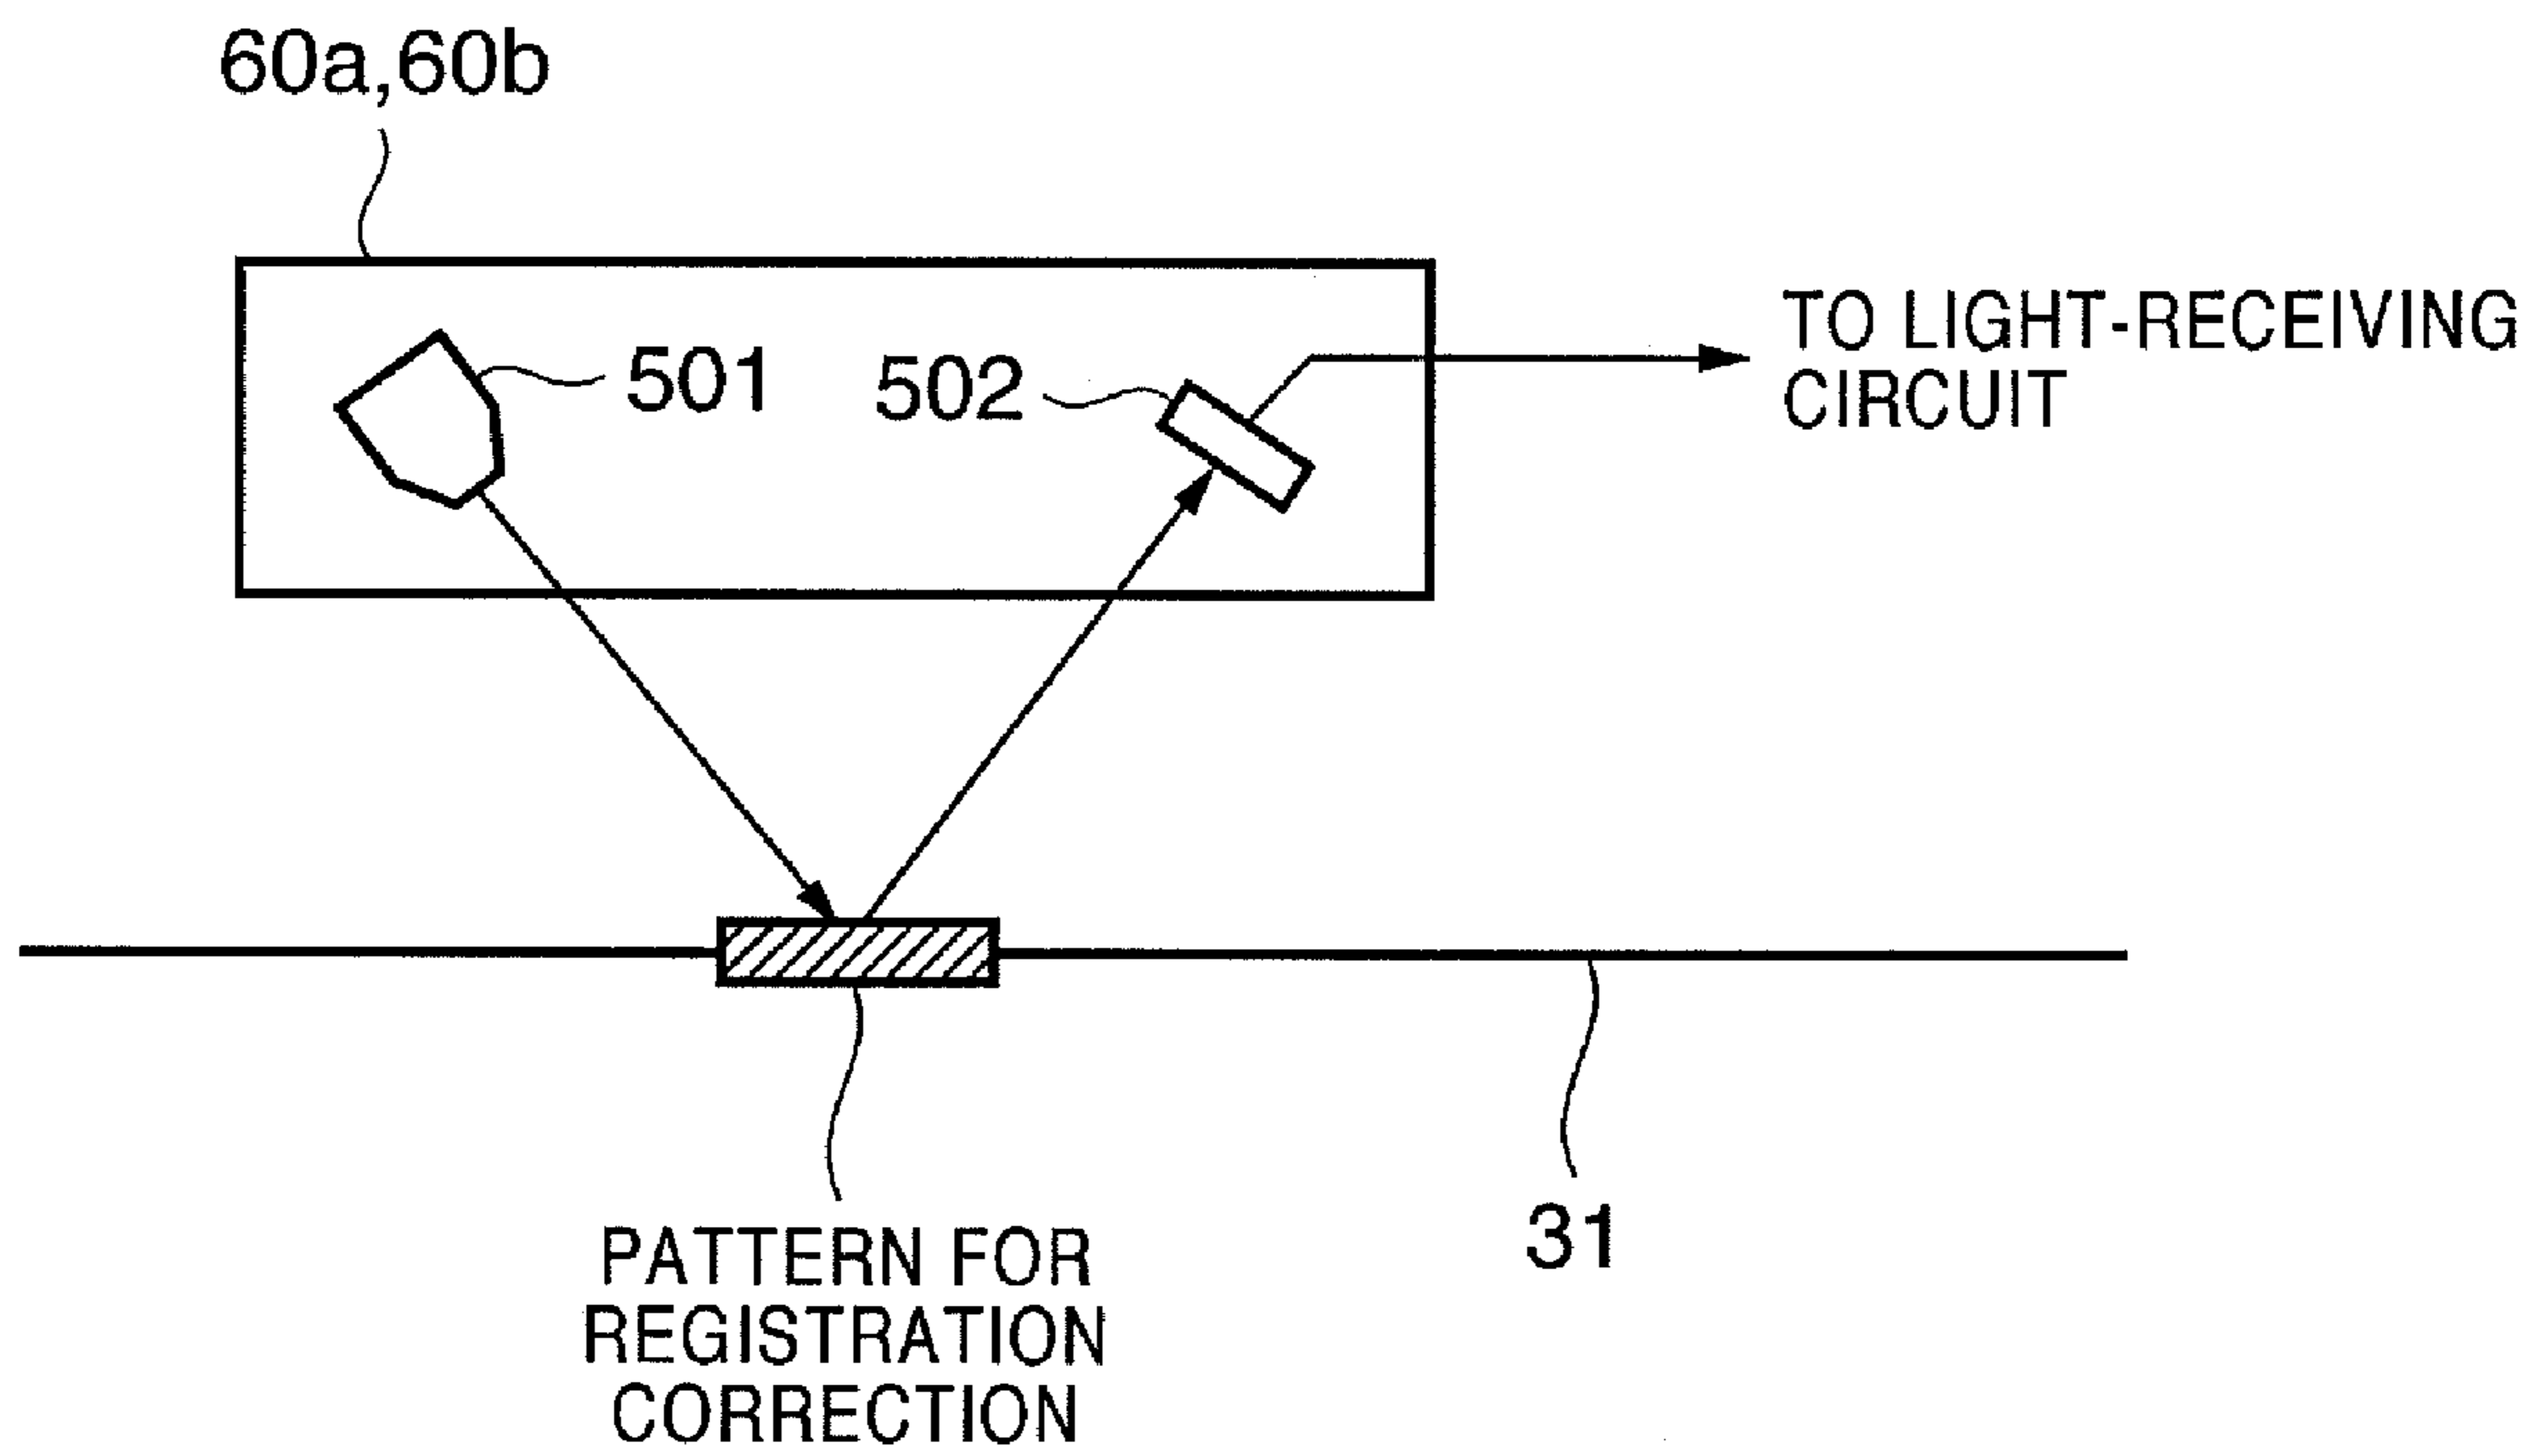 60a,60b
501
502
TO LIGHT-RECEIVING
CIRCUIT
31
PATTERN FOR
REGISTRATION
CORRECTION